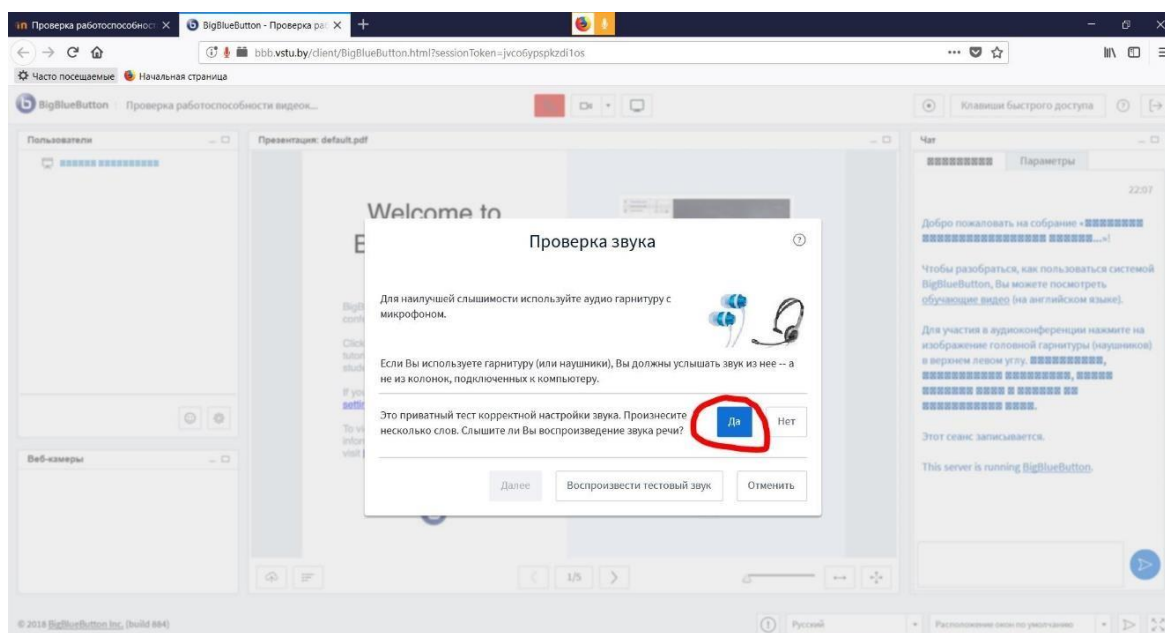 Проверка работоспособност
BigBlueButton - Проверка ра
bbb.vstu.by/client/BigBlueButton.html?sessionToken=jvco6ypspkzdi1os
Часто посещаемые Начальная страница
BigBlueButton Проверка работоспособности видеок...
Клавиши быстрого доступа
Пользователи
Презентация: default.pdf
Чат
Параметры
22:07
Welcome to
Добро пожаловать на собрание «
...»!
Чтобы разобраться, как пользоваться системой
BigBlueButton, Вы можете посмотреть
обучающие видео (на английском языке).
Для участия в аудиоконференции нажмите на
изображение головной гарнитуры (наушников)
в верхнем левом углу.
Этот сеанс записывается.
This server is running BigBlueButton.
Проверка звука
Для наилучшей слышимости используйте аудио гарнитуру с
микрофоном.
Если Вы используете гарнитуру (или наушники), Вы должны услышать звук из нее -- а
не из колонок, подключенных к компьютеру.
Это приватный тест корректной настройки звука. Произнесите
несколько слов. Слышите ли Вы воспроизведение звука речи?
Да Нет
Далее Воспроизвести тестовый звук Отменить
Веб-камеры
1/5
© 2018 BigBlueButton Inc. (build 884)
Русский
Расположение окон по умолчанию